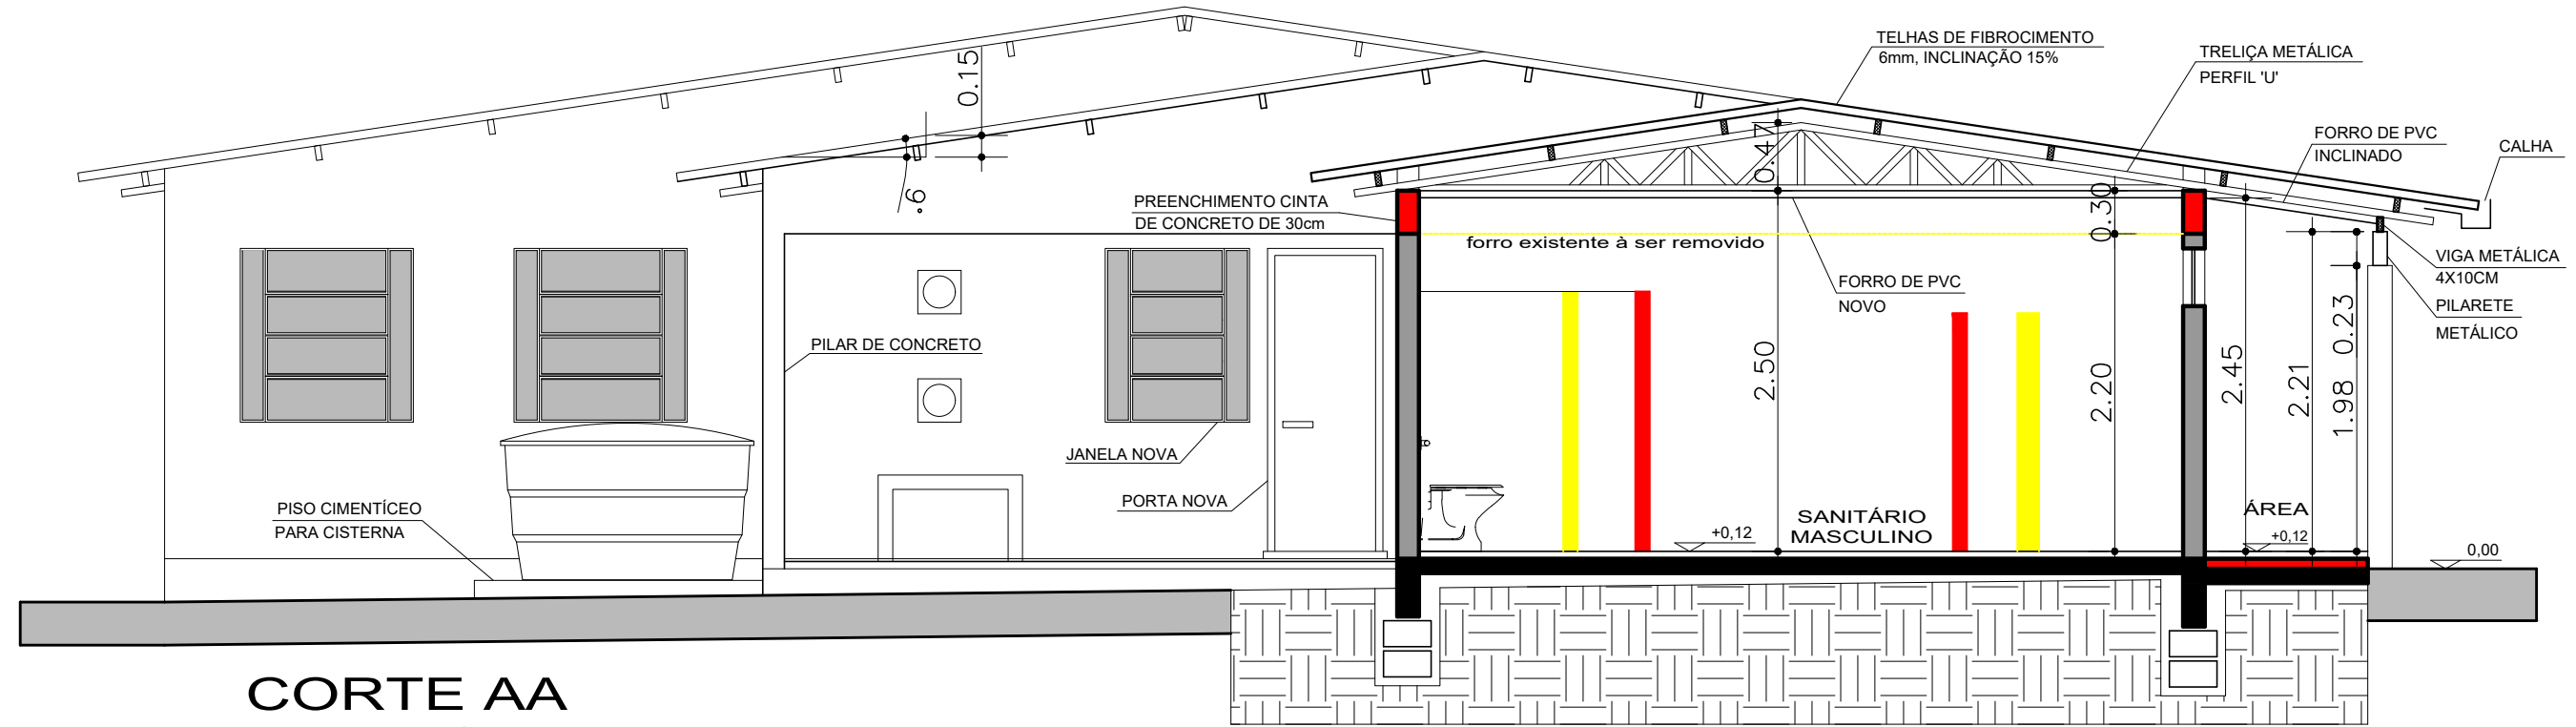 TELHAS DE FIBROCIMENTO
6mm, INCLINAÇÃO 15%
TRELIÇA METÁLICA
PERFIL 'U'
FORRO DE PVC
INCLINADO
CALHA
0.15
.6
0.47
PREENCHIMENTO CINTA
DE CONCRETO DE 30cm
forro existente à ser removido
FORRO DE PVC
NOVO
0.30
VIGA METÁLICA
4X10CM
PILARETE
METÁLICO
PILAR DE CONCRETO
2.50
2.20
2.45
2.21
1.98
0.23
JANELA NOVA
PORTA NOVA
PISO CIMENTÍCEO
PARA CISTERNA
+0,12
SANITÁRIO
MASCULINO
ÁREA
+0,12
0,00
CORTE AA